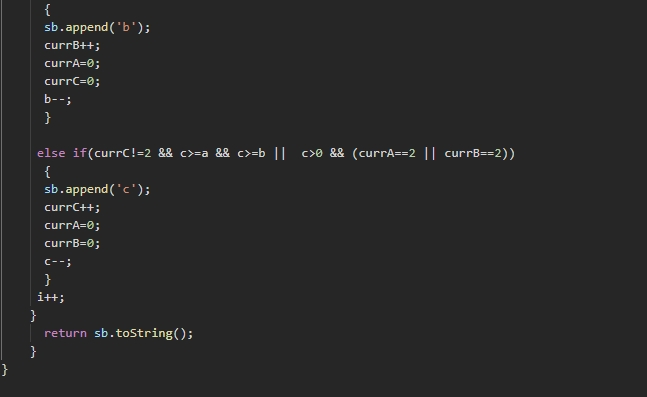 {
sb.append('b');
currB++;
currA=0;
currC=0;
b--;
}
else if(currC!=2 && c>=a && c>=b ||  c>0 && (currA==2 || currB==2))
{
sb.append('c');
currC++;
currA=0;
currB=0;
c--;
}
i++;
}
return sb.toString();
}
}